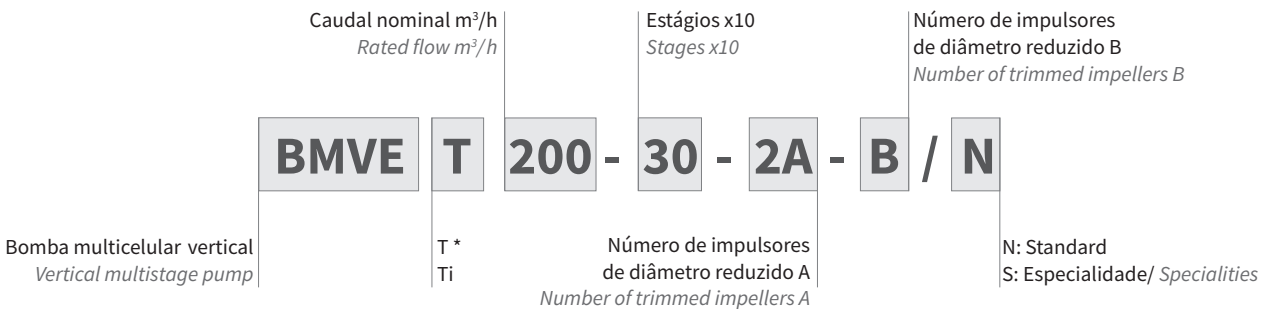 Caudal nominal m³/h
Rated flow m³/h
Estágios x10
Stages x10
Número de impulsores
de diâmetro reduzido B
Number of trimmed impellers B
BMVE T 200 - 30 - 2A - B / N
Bomba multicelular vertical
Vertical multistage pump
T *
Ti
Número de impulsores
de diâmetro reduzido A
Number of trimmed impellers A
N: Standard
S: Especialidade/ Specialities